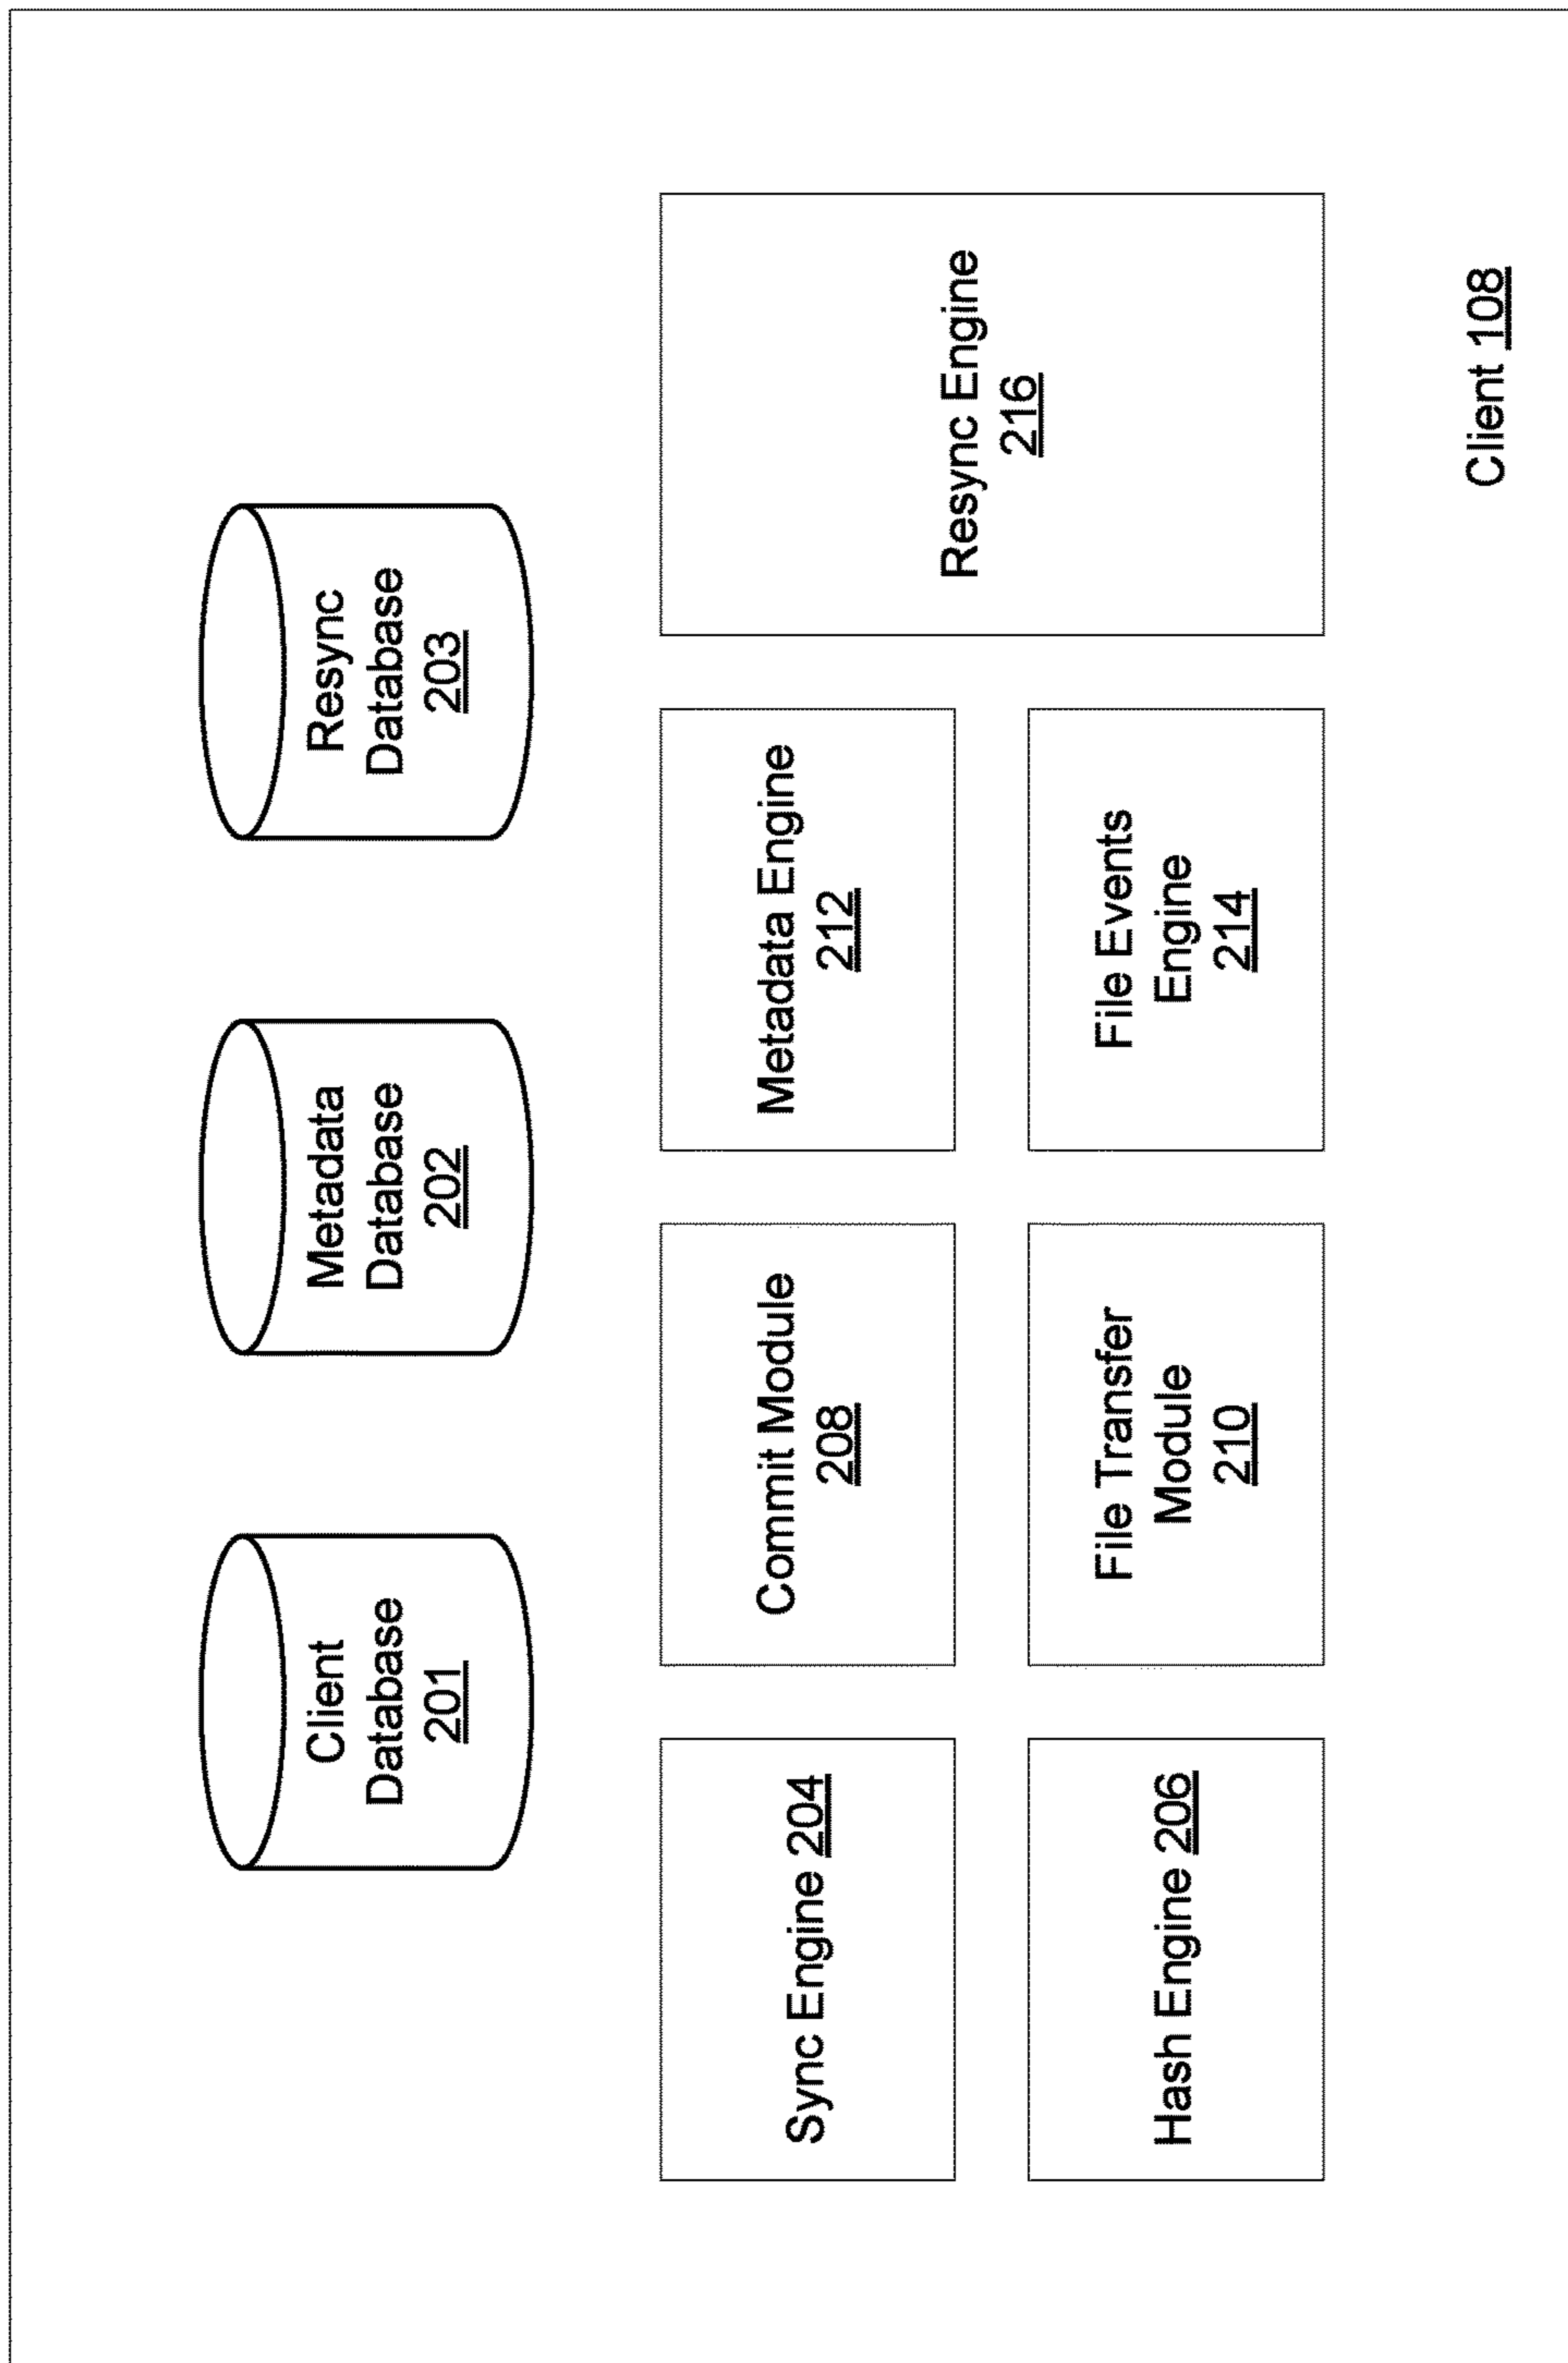 Client
Database
201
Metadata
Database
202
Resync
Database
203
Sync Engine 204
Commit Module
208
Metadata Engine
212
Resync Engine
216
Hash Engine 206
File Transfer
Module
210
File Events
Engine
214
Client 108